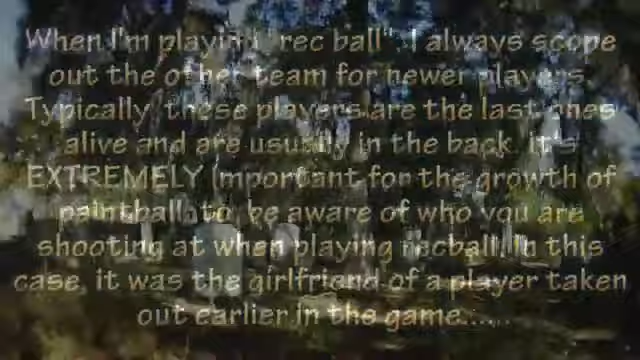 When I'm playing "rec ball", I always scope
out the other team for newer players.
Typically, these players are the last ones
alive and are usually in the back. It's
EXTREMELY important for the growth of
paintball to be aware of who you are
shooting at when playing recball. In this
case, it was the girlfriend of a player taken
out earlier in the game......